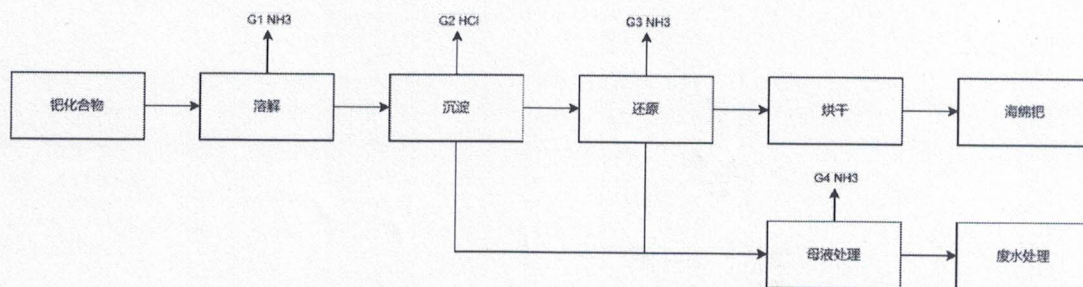 G1 NH3
G2 HCl
G3 NH3
钯化合物
溶解
沉淀
还原
烘干
海绵钯
G4 NH3
母液处理
废水处理